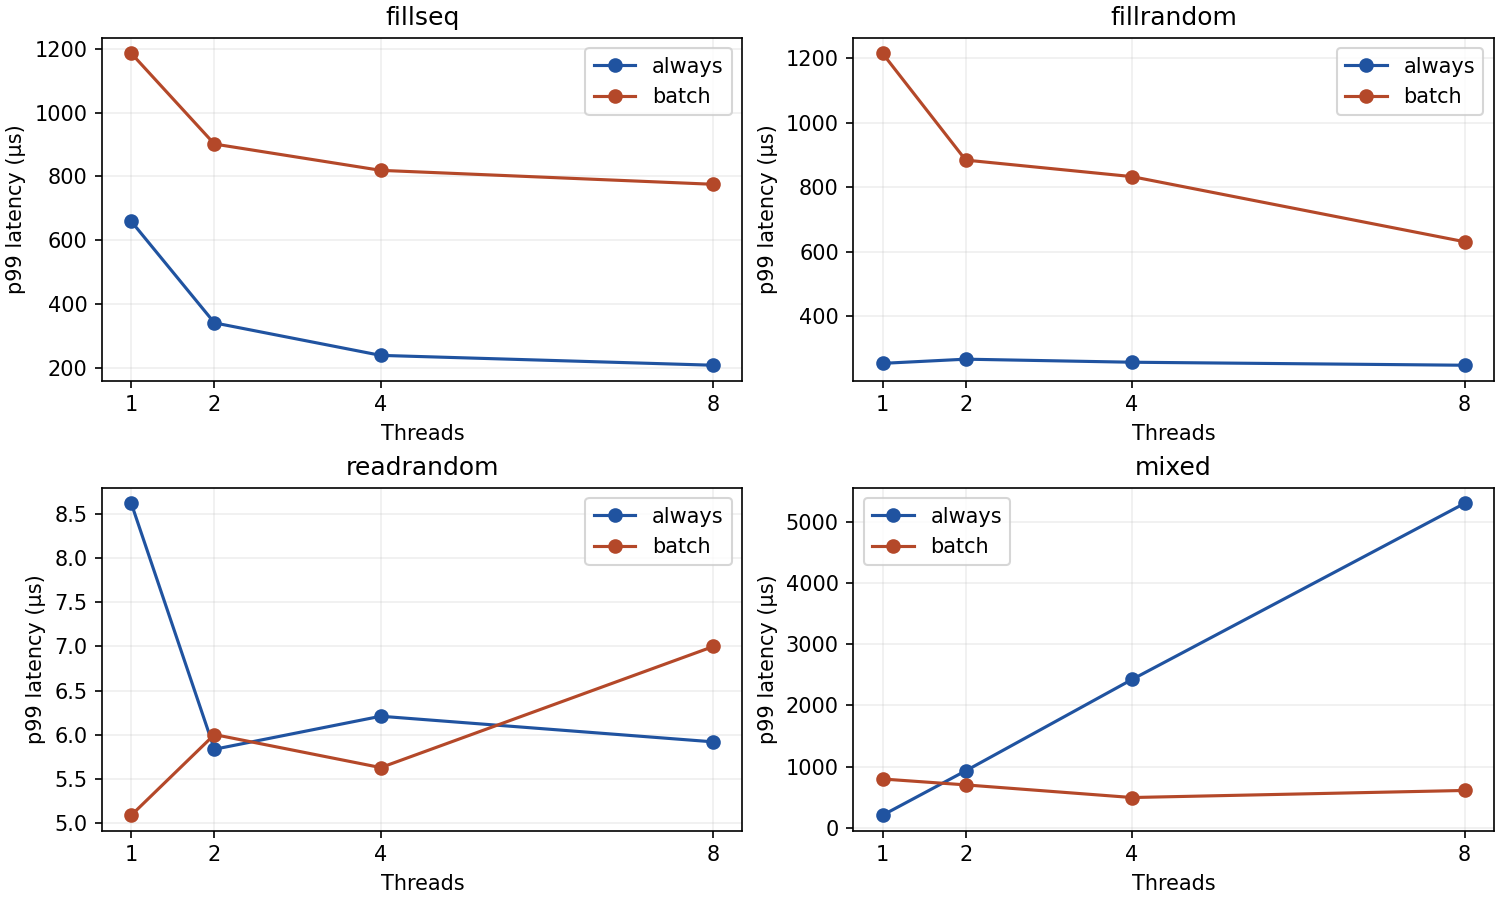 fillseq
p99 latency (µs)
1200
1000
800
600
400
200
always
batch
1 2 4 8
Threads
fillrandom
p99 latency (µs)
1200
1000
800
600
400
always
batch
1 2 4 8
Threads
readrandom
p99 latency (µs)
8.5
8.0
7.5
7.0
6.5
6.0
5.5
5.0
always
batch
1 2 4 8
Threads
mixed
p99 latency (µs)
5000
4000
3000
2000
1000
0
always
batch
1 2 4 8
Threads